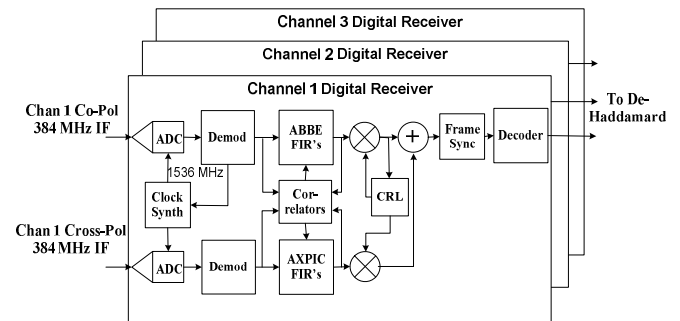 Channel 3 Digital Receiver
Channel 2 Digital Receiver
Channel 1 Digital Receiver
Chan 1 Co-Pol
384 MHz IF
ADC
Demod
ABBE
FIR's
Frame
Sync
Decoder
To De-
Haddamard
1536 MHz
Clock
Synth
Cor-
relators
CRL
Chan 1 Cross-Pol
384 MHz IF
ADC
Demod
AXPIC
FIR's